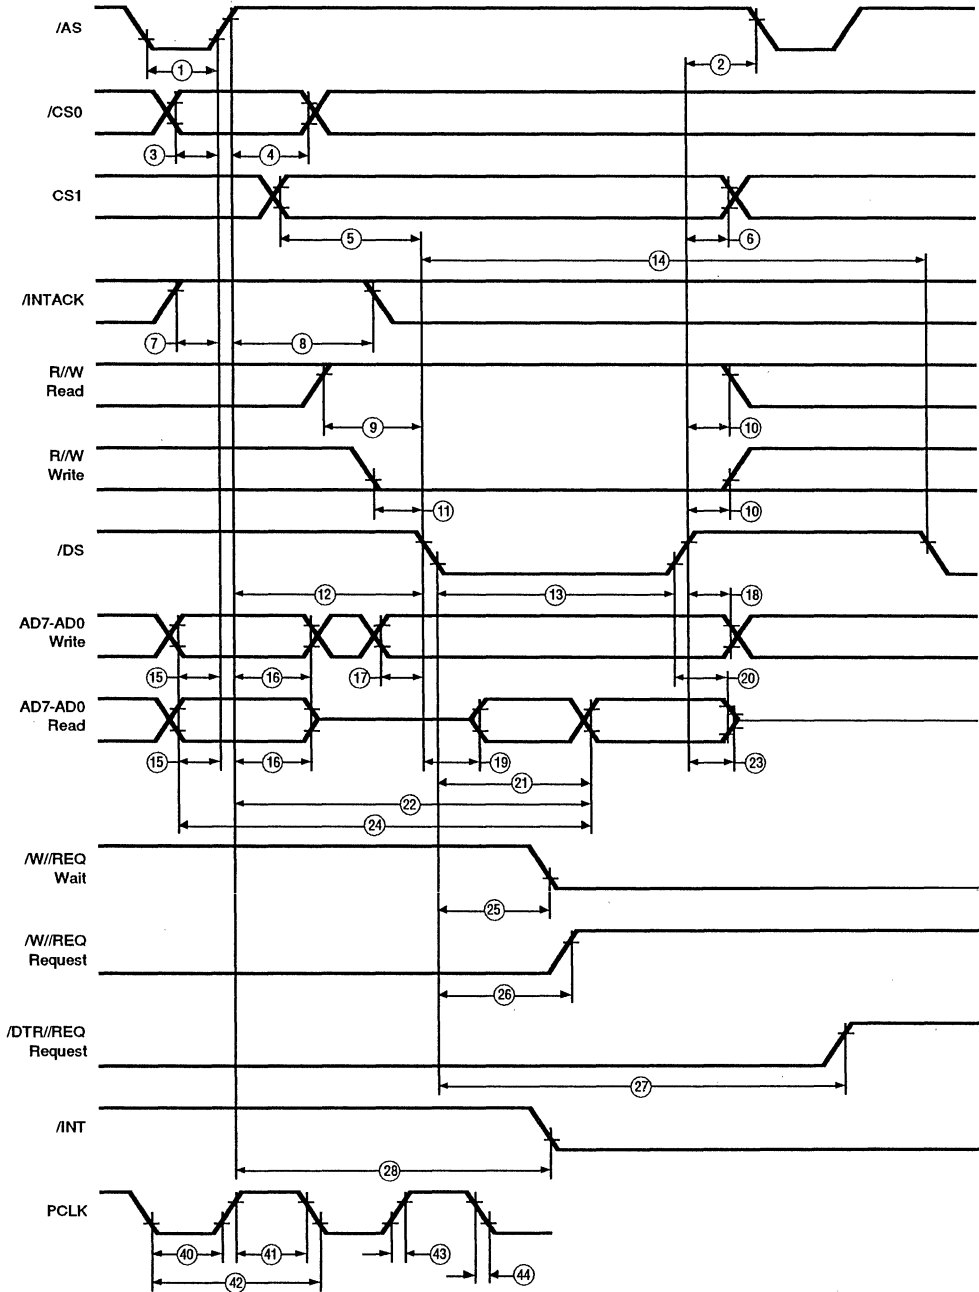 /AS
① ②
/CS0
③ ④
CS1
⑤ ⑥
⑭
/INTACK
⑦ ⑧
R//W
Read
⑨ ⑩
R//W
Write
⑪ ⑩
/DS
⑫ ⑬ ⑱
AD7-AD0
Write
⑮ ⑯ ⑰ ⑳
AD7-AD0
Read
⑮ ⑯ ⑲ ㉓
㉑
㉒
㉔
/W//REQ
Wait
㉕
/W//REQ
Request
㉖
/DTR//REQ
Request
㉗
/INT
㉘
PCLK
㊵ ㊶ ㊸
㊷ ㊹